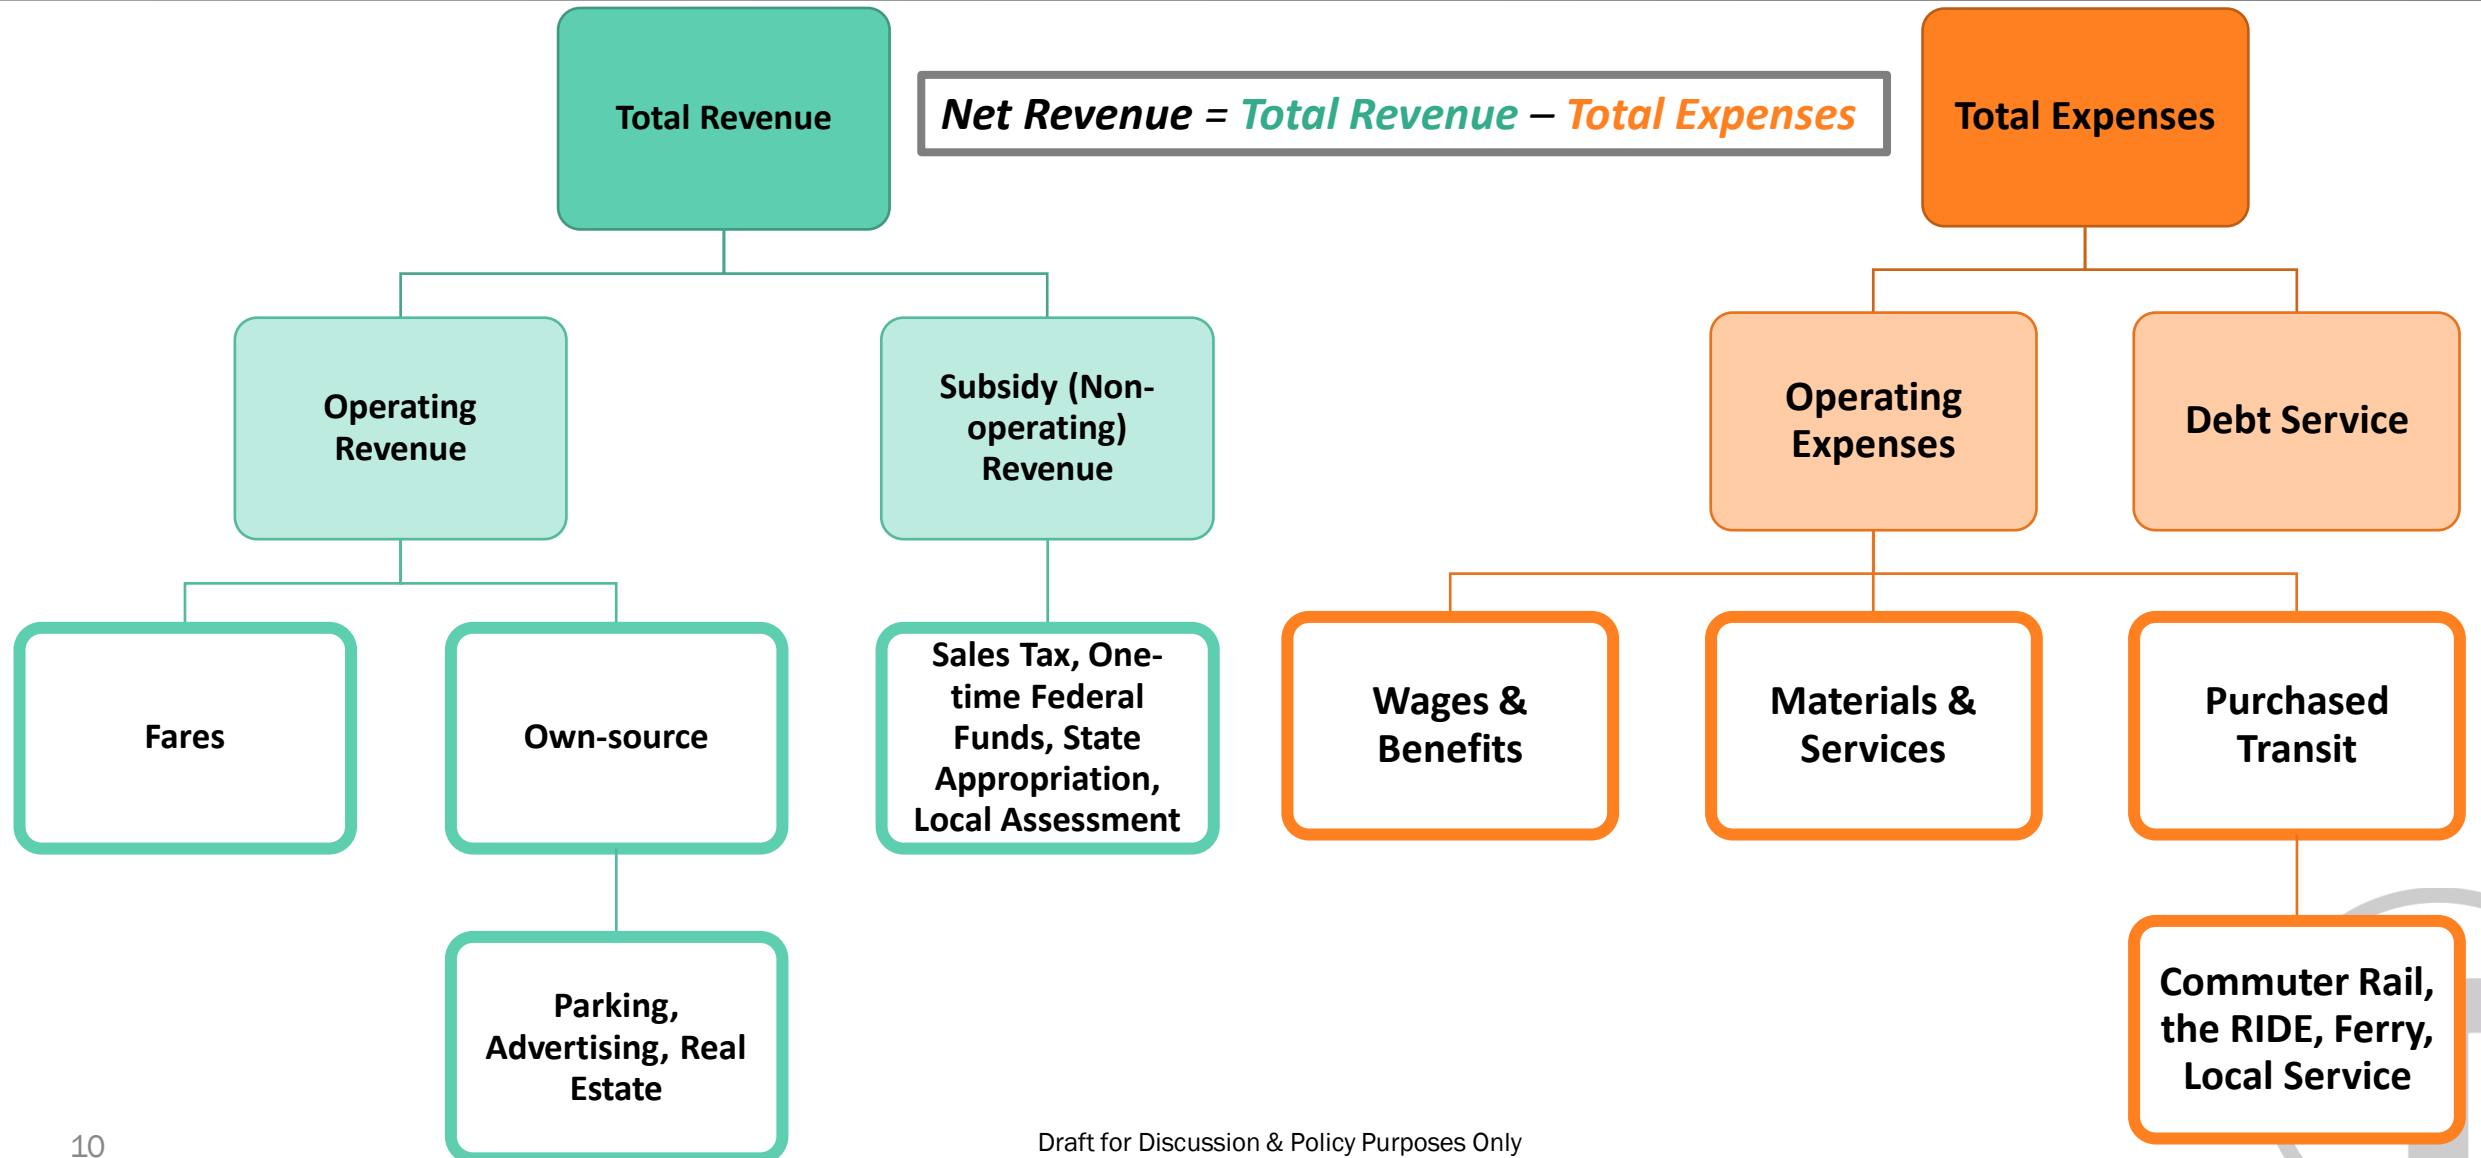 Total Revenue
Net Revenue = Total Revenue – Total Expenses
Total Expenses
Operating
Revenue
Subsidy (Non-
operating)
Revenue
Operating
Expenses
Debt Service
Fares
Own-source
Sales Tax, One-
time Federal
Funds, State
Appropriation,
Local Assessment
Wages &
Benefits
Materials &
Services
Purchased
Transit
Parking,
Advertising, Real
Estate
Commuter Rail,
the RIDE, Ferry,
Local Service
10
Draft for Discussion & Policy Purposes Only